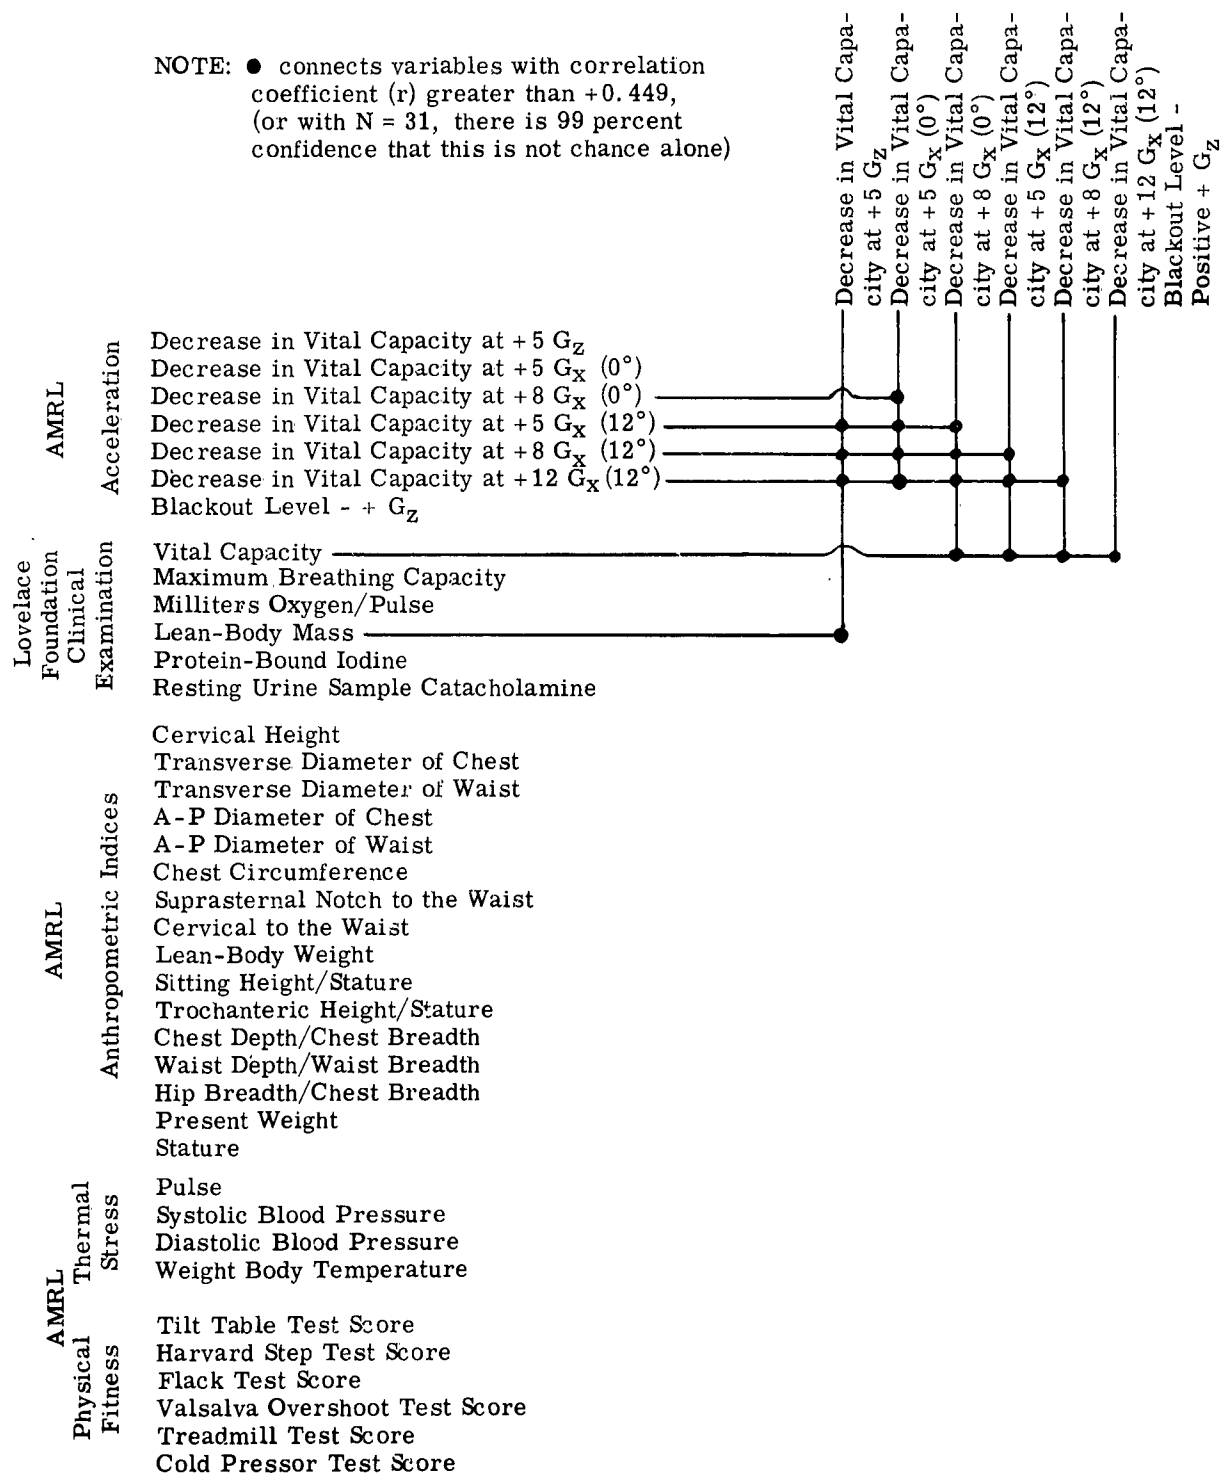 NOTE: ● connects variables with correlation
coefficient (r) greater than +0.449,
(or with N = 31, there is 99 percent
confidence that this is not chance alone)
Decrease in Vital Capa-
city at +5 GZ
Decrease in Vital Capa-
city at +5 GX (0°)
Decrease in Vital Capa-
city at +8 GX (0°)
Decrease in Vital Capa-
city at +5 GX (12°)
Decrease in Vital Capa-
city at +8 GX (12°)
Decrease in Vital Capa-
city at +12 GX (12°)
Blackout Level -
Positive + GZ
AMRL
Acceleration
Decrease in Vital Capacity at +5 GZ
Decrease in Vital Capacity at +5 GX (0°)
Decrease in Vital Capacity at +8 GX (0°)
Decrease in Vital Capacity at +5 GX (12°)
Decrease in Vital Capacity at +8 GX (12°)
Decrease in Vital Capacity at +12 GX (12°)
Blackout Level - + GZ
Lovelace
Foundation
Clinical
Examination
Vital Capacity
Maximum Breathing Capacity
Milliters Oxygen/Pulse
Lean-Body Mass
Protein-Bound Iodine
Resting Urine Sample Catacholamine
AMRL
Anthropometric Indices
Cervical Height
Transverse Diameter of Chest
Transverse Diameter of Waist
A-P Diameter of Chest
A-P Diameter of Waist
Chest Circumference
Suprasternal Notch to the Waist
Cervical to the Waist
Lean-Body Weight
Sitting Height/Stature
Trochanteric Height/Stature
Chest Depth/Chest Breadth
Waist Depth/Waist Breadth
Hip Breadth/Chest Breadth
Present Weight
Stature
AMRL
Thermal
Stress
Pulse
Systolic Blood Pressure
Diastolic Blood Pressure
Weight Body Temperature
Physical
Fitness
Tilt Table Test Score
Harvard Step Test Score
Flack Test Score
Valsalva Overshoot Test Score
Treadmill Test Score
Cold Pressor Test Score